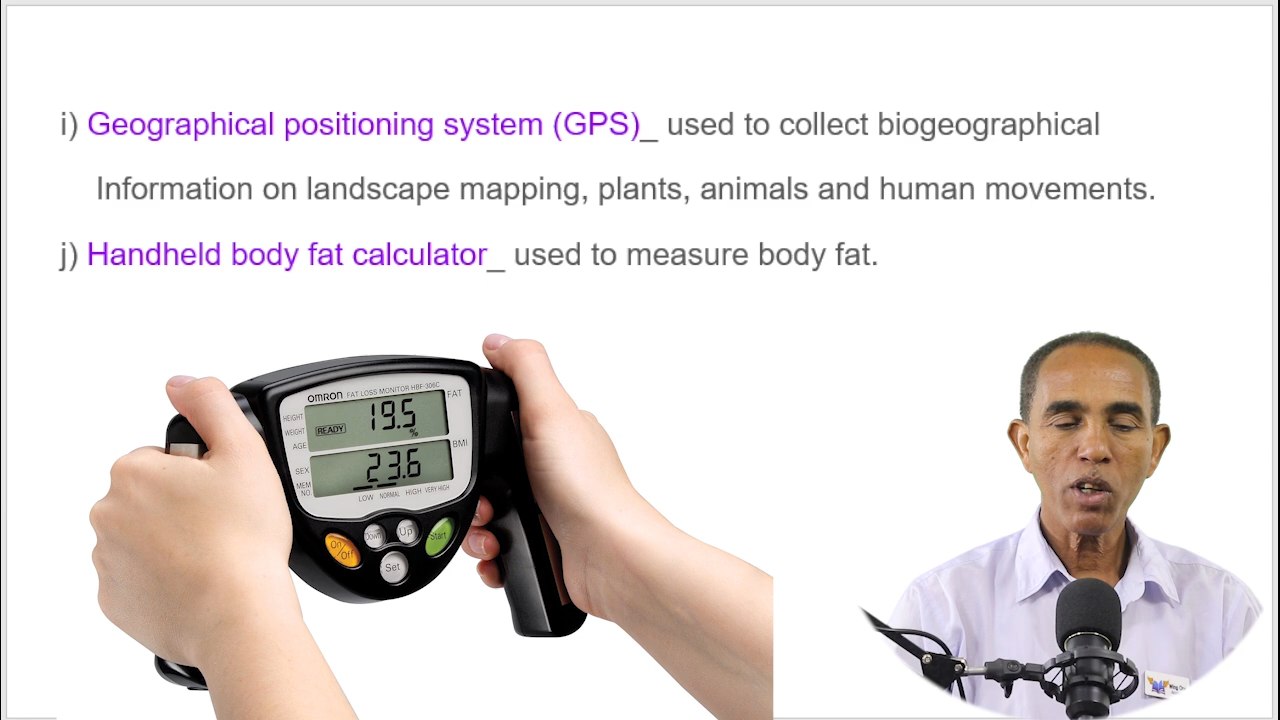 i) Geographical positioning system (GPS)_ used to collect biogeographical
Information on landscape mapping, plants, animals and human movements.
j) Handheld body fat calculator_ used to measure body fat.
OMRON FAT LOSS MONITOR HBF-306C
HEIGHT
WEIGHT
AGE
SEX
MEM
NO.
READY
19.5
%
FAT
23.6
BMI
LOW NORMAL HIGH VERY HIGH
On/Off
Down
Up
Start
Set